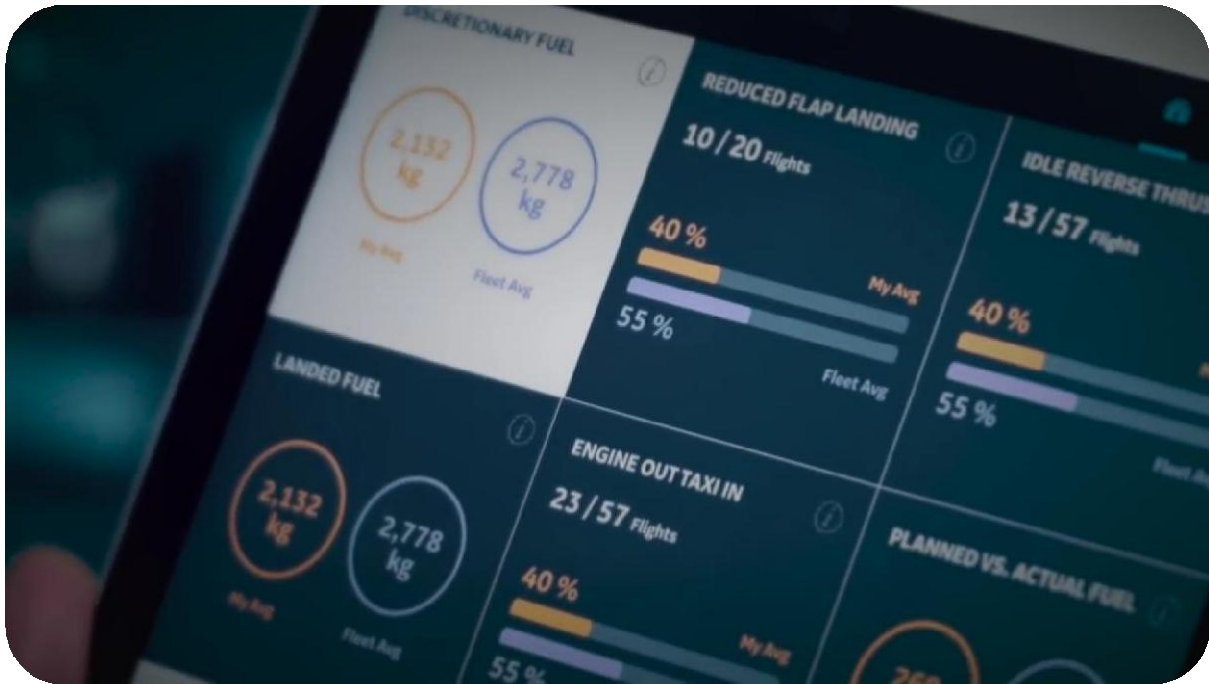 DISCRETIONARY FUEL
2,132
kg
My Avg
2,778
kg
Fleet Avg
REDUCED FLAP LANDING
10 / 20 Flights
40 %
My Avg
55 %
Fleet Avg
IDLE REVERSE THRUS
13 / 57 Flights
40 %
55 %
Fleet
LANDED FUEL
2,132
kg
My Avg
2,778
kg
Fleet Avg
ENGINE OUT TAXI IN
23 / 57 Flights
40 %
My Avg
55 %
PLANNED VS. ACTUAL FUEL